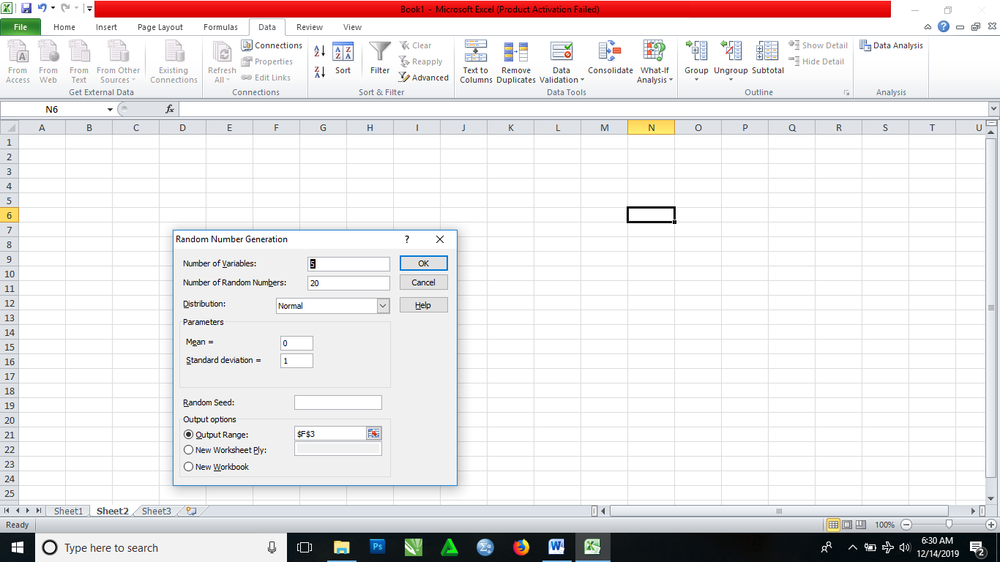 Book1 - Microsoft Excel (Product Activation Failed)
File Home Insert Page Layout Formulas Data Review View
From Access
From Web
From Text
From Other Sources
Existing Connections
Get External Data
Refresh All
Connections
Properties
Edit Links
Connections
A Z
Z A
A Z Z A
Sort
Filter
Clear
Reapply
Advanced
Sort & Filter
Text to Columns
Remove Duplicates
Data Validation
Consolidate
What-If Analysis
Data Tools
Group
Ungroup
Subtotal
Show Detail
Hide Detail
Outline
Data Analysis
Analysis
N6 fx
A B C D E F G H I J K L M N O P Q R S T U
1
2
3
4
5
6
7
8
9
10
11
12
13
14
15
16
17
18
19
20
21
22
23
24
25
Random Number Generation ?
Number of Variables: 5 OK
Number of Random Numbers: 20 Cancel
Distribution: Normal Help
Parameters
Mean = 0
Standard deviation = 1
Random Seed:
Output options
Output Range: $F$3
New Worksheet Ply:
New Workbook
Sheet1 Sheet2 Sheet3
Ready 100%
Type here to search
Ps
W
6:30 AM
12/14/2019
2